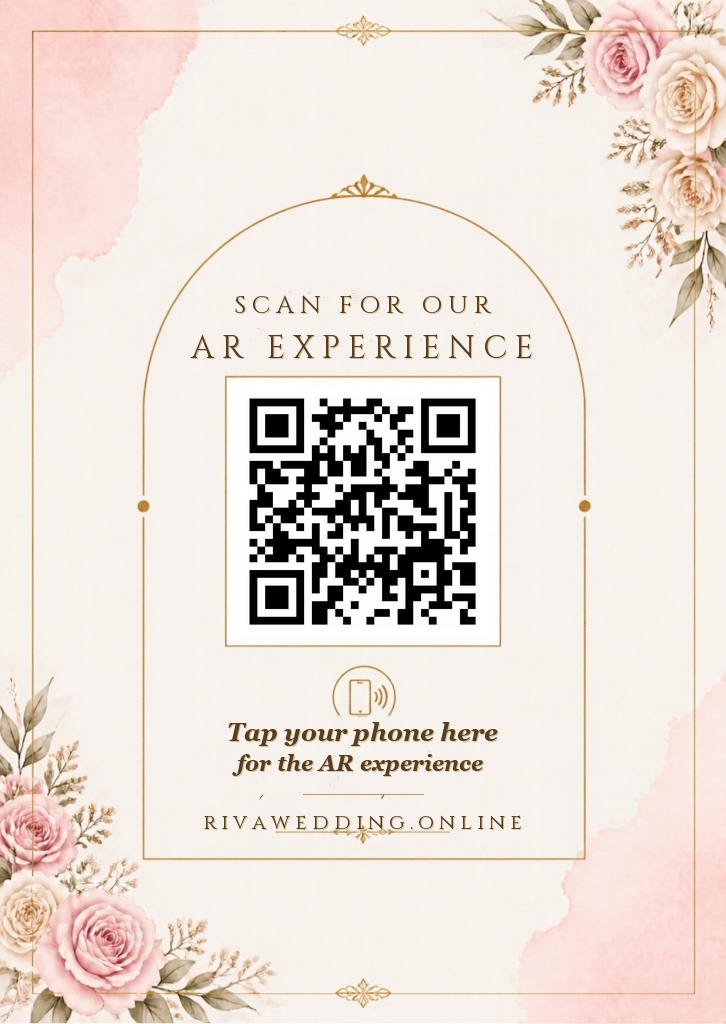 SCAN FOR OUR
AR EXPERIENCE
Tap your phone here
for the AR experience
RIVAWEDDING.ONLINE